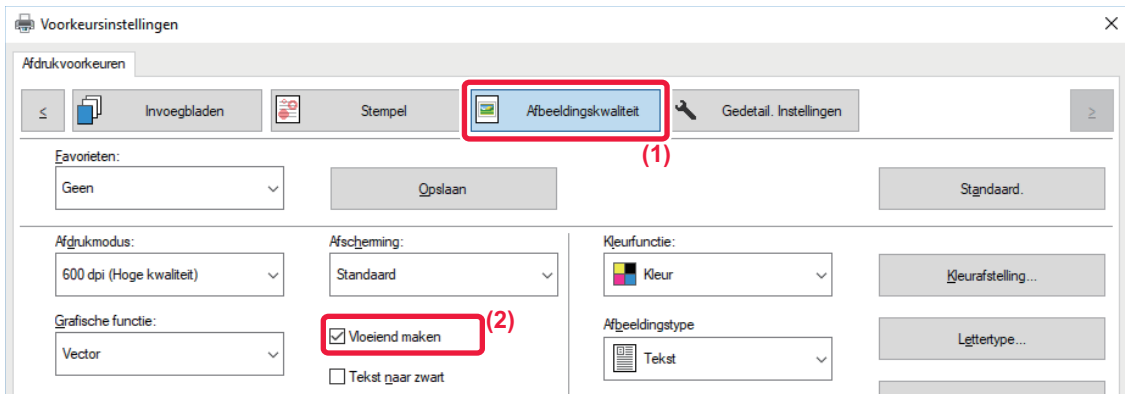 Voorkeursinstellingen
Afdrukvoorkeuren
< Invoegbladen Stempel Afbeeldingskwaliteit Gedetail. Instellingen >
(1)
Favorieten:
Geen Opslaan Standaard.
Afdrukmodus: Afscherming: Kleurfunctie:
600 dpi (Hoge kwaliteit) Standaard Kleur Kleurafstelling...
Grafische functie: (2) Afbeeldingstype
Vector Vloeiend maken Tekst Lettertype...
Tekst naar zwart